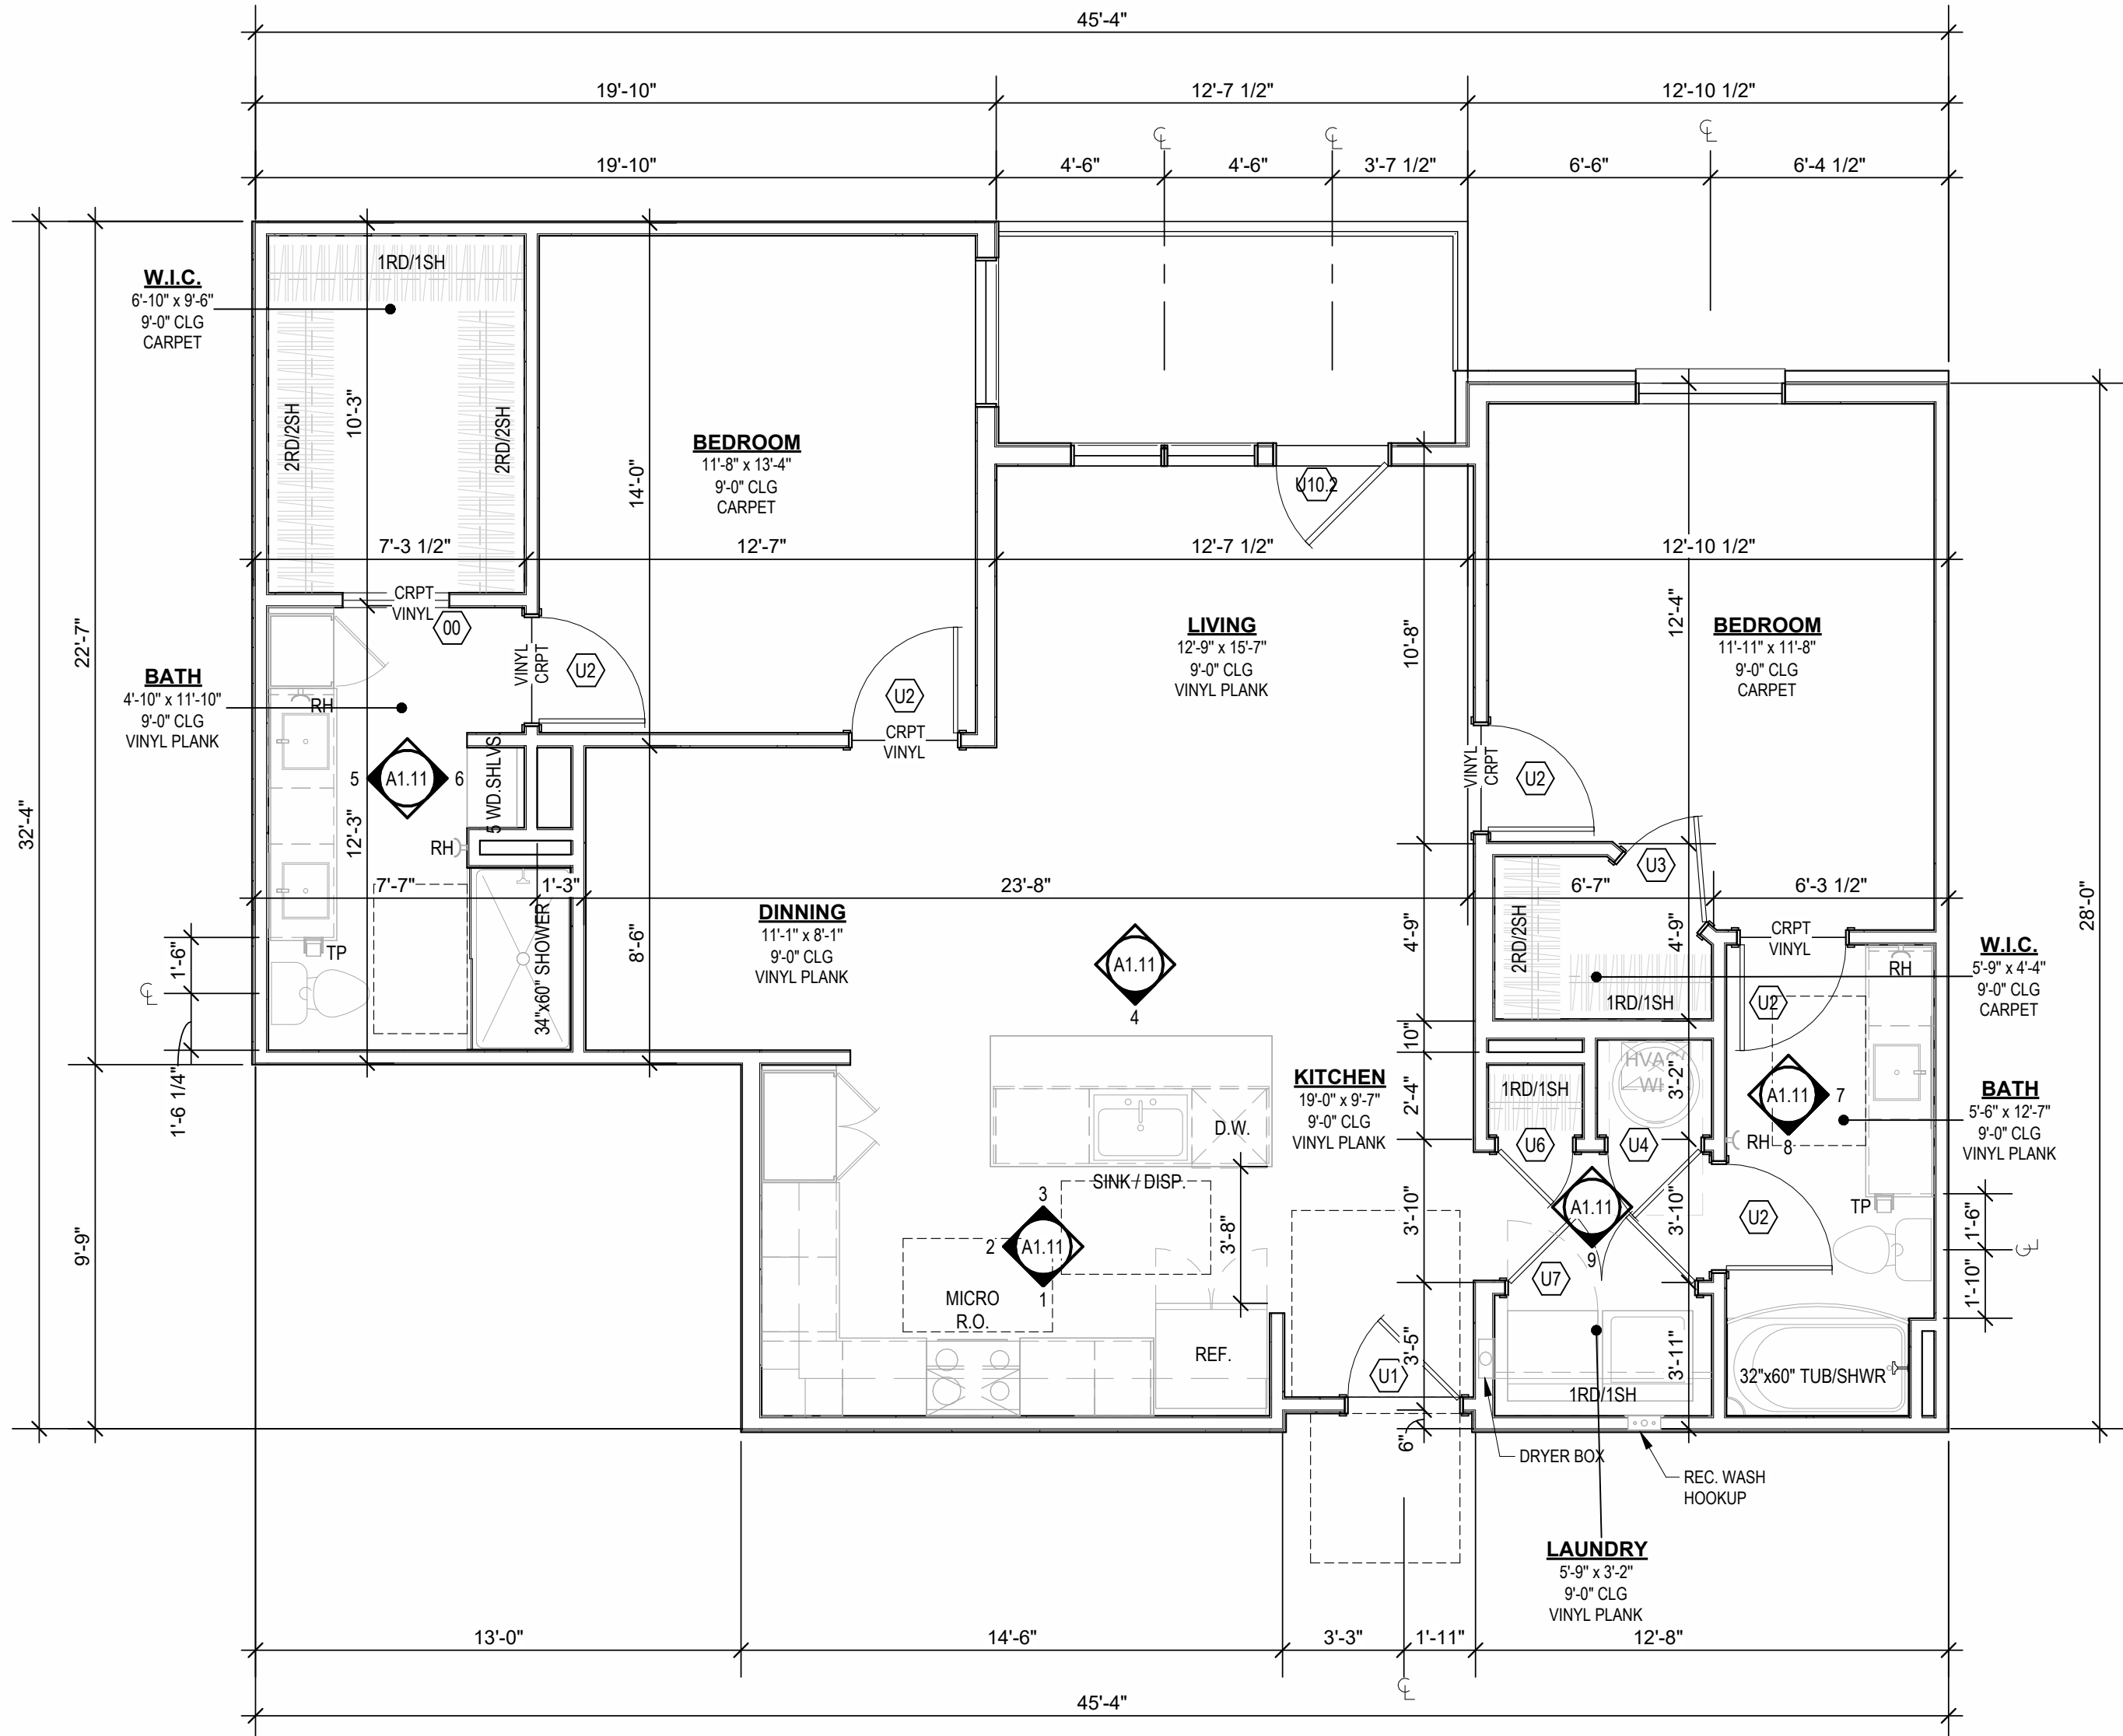 45'-4"
19'-10"
12'-7 1/2"
12'-10 1/2"
19'-10"
4'-6"
4'-6"
3'-7 1/2"
6'-6"
6'-4 1/2"
W.I.C.
6'-10" x 9'-6"
9'-0" CLG
CARPET
1RD/1SH
2RD/2SH
2RD/2SH
10'-3"
BEDROOM
11'-8" x 13'-4"
9'-0" CLG
CARPET
14'-0"
U10.2
7'-3 1/2"
12'-7"
12'-7 1/2"
12'-10 1/2"
CRPT
VINYL
00
VINYL
CRPT
U2
U2
CRPT
VINYL
LIVING
12'-9" x 15'-7"
9'-0" CLG
VINYL PLANK
10'-8"
12'-4"
BEDROOM
11'-11" x 11'-8"
9'-0" CLG
CARPET
22'-7"
32'-4"
BATH
4'-10" x 11'-10"
9'-0" CLG
VINYL PLANK
RH
5
A1.11
6
5 WD.SHLVS
12'-3"
RH
VINYL
CRPT
U2
U3
7'-7"
1'-3"
23'-8"
6'-7"
6'-3 1/2"
28'-0"
DINNING
11'-1" x 8'-1"
9'-0" CLG
VINYL PLANK
8'-6"
34"x60" SHOWER
TP
1'-6"
1'-6 1/4"
A1.11
4
4'-9"
4'-9"
2RD/2SH
1RD/1SH
CRPT
VINYL
RH
U2
W.I.C.
5'-9" x 4'-4"
9'-0" CLG
CARPET
10"
2'-4"
3'-2"
HVAC
1RD/1SH
U6
U4
KITCHEN
19'-0" x 9'-7"
9'-0" CLG
VINYL PLANK
D.W.
SINK / DISP.
A1.11
7
8
RH
BATH
5'-6" x 12'-7"
9'-0" CLG
VINYL PLANK
9'-9"
3
2
A1.11
1
MICRO
R.O.
3'-8"
3'-10"
3'-10"
A1.11
9
U7
U2
TP
1'-6"
1'-10"
REF.
U1
3'-5"
3'-11"
1RD/1SH
32"x60" TUB/SHWR
6"
DRYER BOX
REC. WASH
HOOKUP
LAUNDRY
5'-9" x 3'-2"
9'-0" CLG
VINYL PLANK
13'-0"
14'-6"
3'-3"
1'-11"
12'-8"
45'-4"